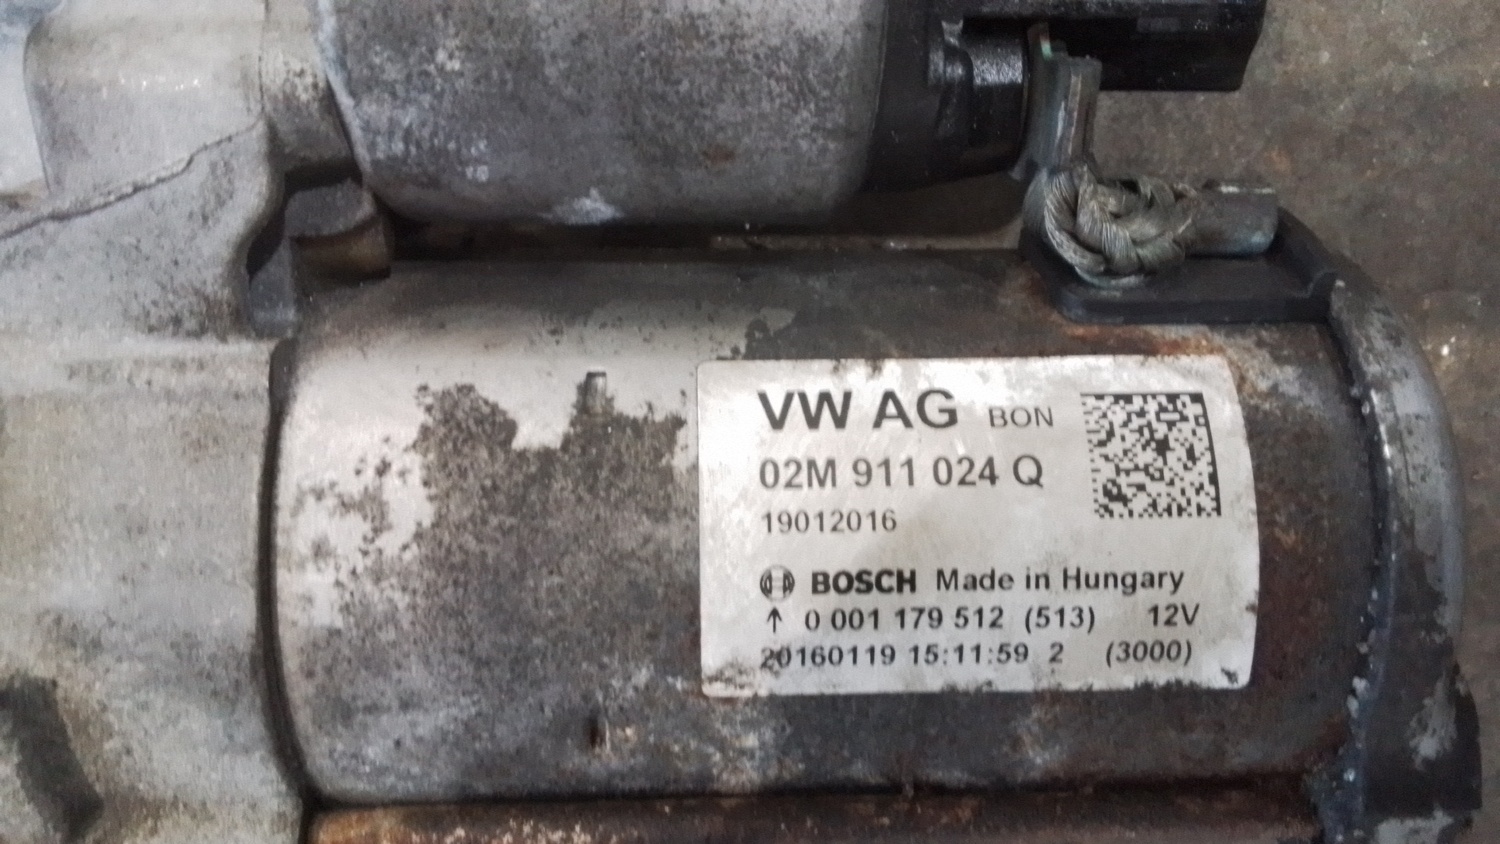 VW AG BON
02M 911 024 Q
19012016
BOSCH Made in Hungary
↑ 0 001 179 512 (513) 12V
20160119 15:11:59 2 (3000)